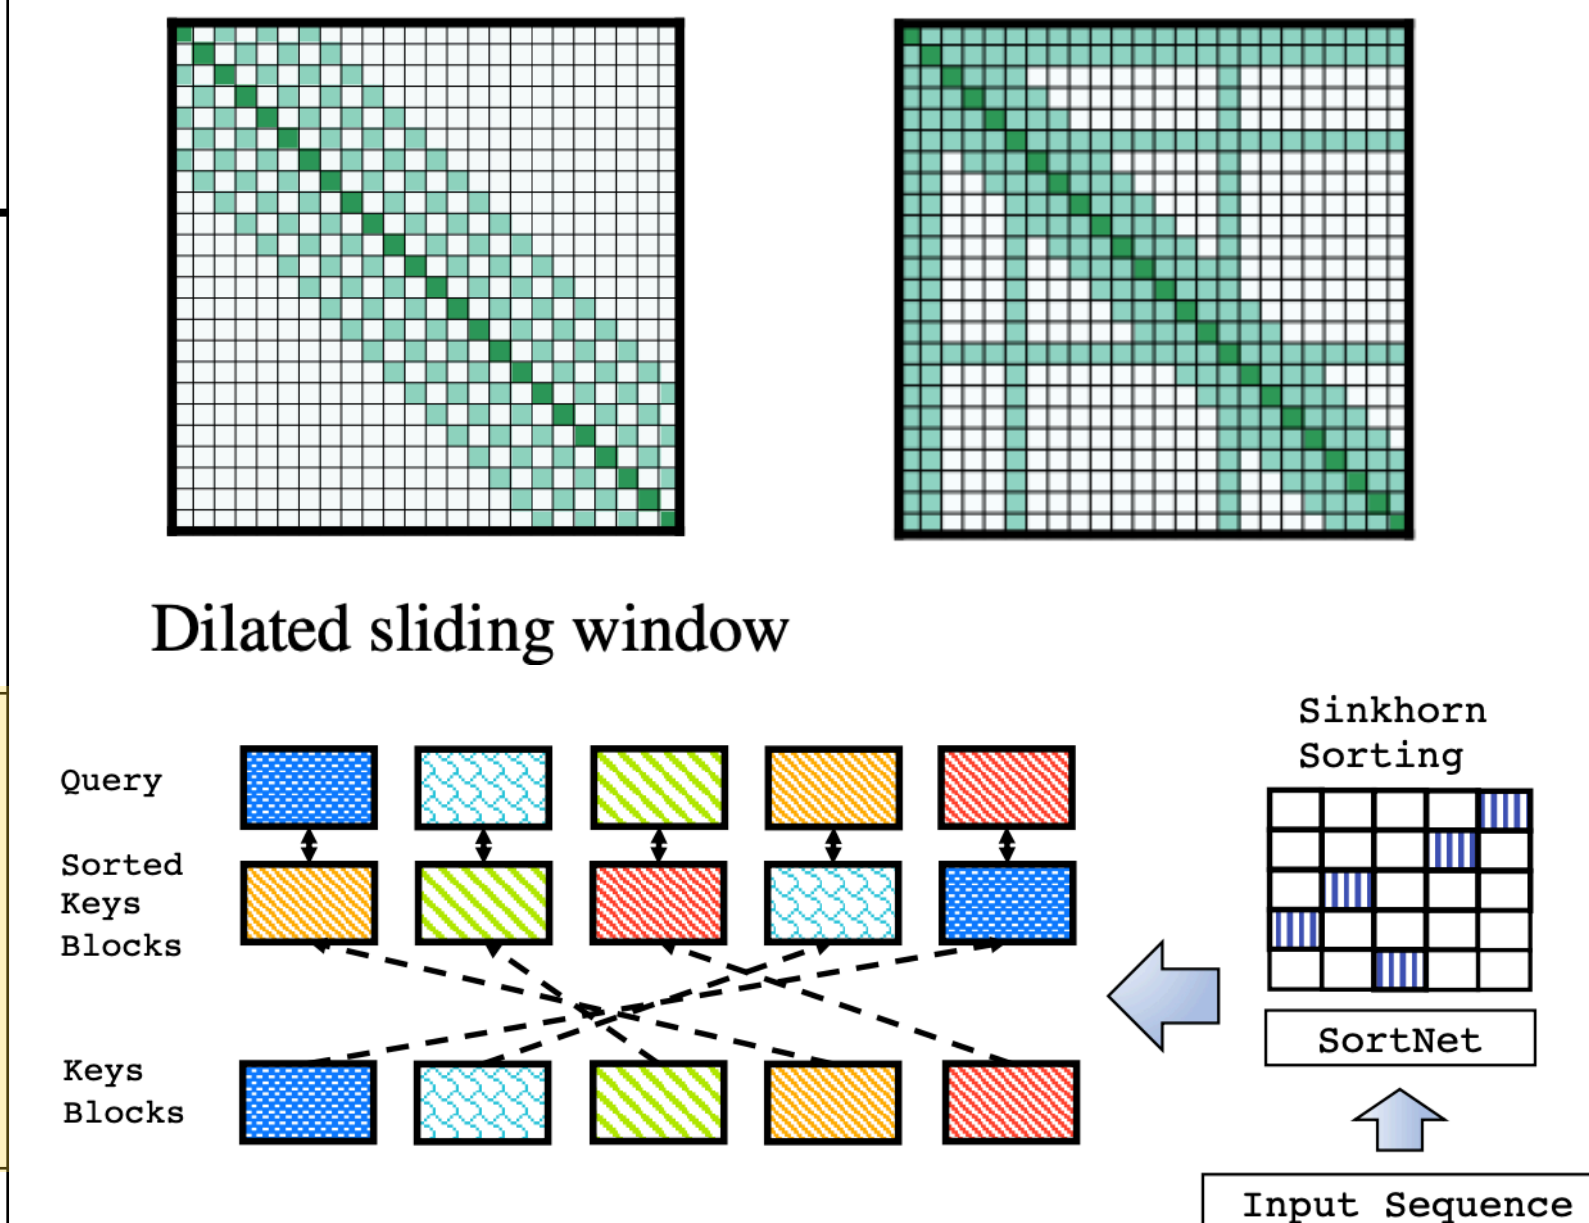 Dilated sliding window
Sinkhorn
Sorting
Query
Sorted
Keys
Blocks
SortNet
Keys
Blocks
Input Sequence